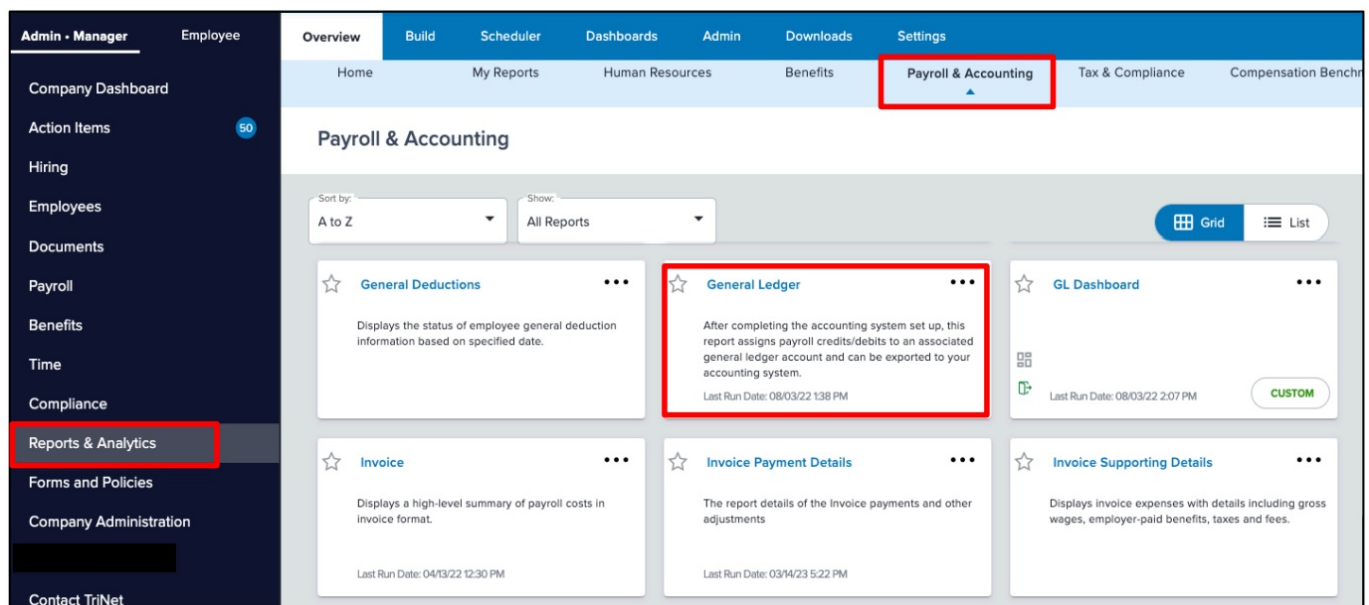 Admin • Manager
Employee
Company Dashboard
Action Items
50
Hiring
Employees
Documents
Payroll
Benefits
Time
Compliance
Reports & Analytics
Forms and Policies
Company Administration
Contact TriNet
Overview
Build
Scheduler
Dashboards
Admin
Downloads
Settings
Home
My Reports
Human Resources
Benefits
Payroll & Accounting
Tax & Compliance
Compensation Benchm
Payroll & Accounting
Sort by:
A to Z
Show:
All Reports
Grid
List
General Deductions
Displays the status of employee general deduction
information based on specified date.
General Ledger
After completing the accounting system set up, this
report assigns payroll credits/debits to an associated
general ledger account and can be exported to your
accounting system.
Last Run Date: 08/03/22 1:38 PM
GL Dashboard
Last Run Date: 08/03/22 2:07 PM
CUSTOM
Invoice
Displays a high-level summary of payroll costs in
invoice format.
Last Run Date: 04/13/22 12:30 PM
Invoice Payment Details
The report details of the Invoice payments and other
adjustments
Last Run Date: 03/14/23 5:22 PM
Invoice Supporting Details
Displays invoice expenses with details including gross
wages, employer-paid benefits, taxes and fees.